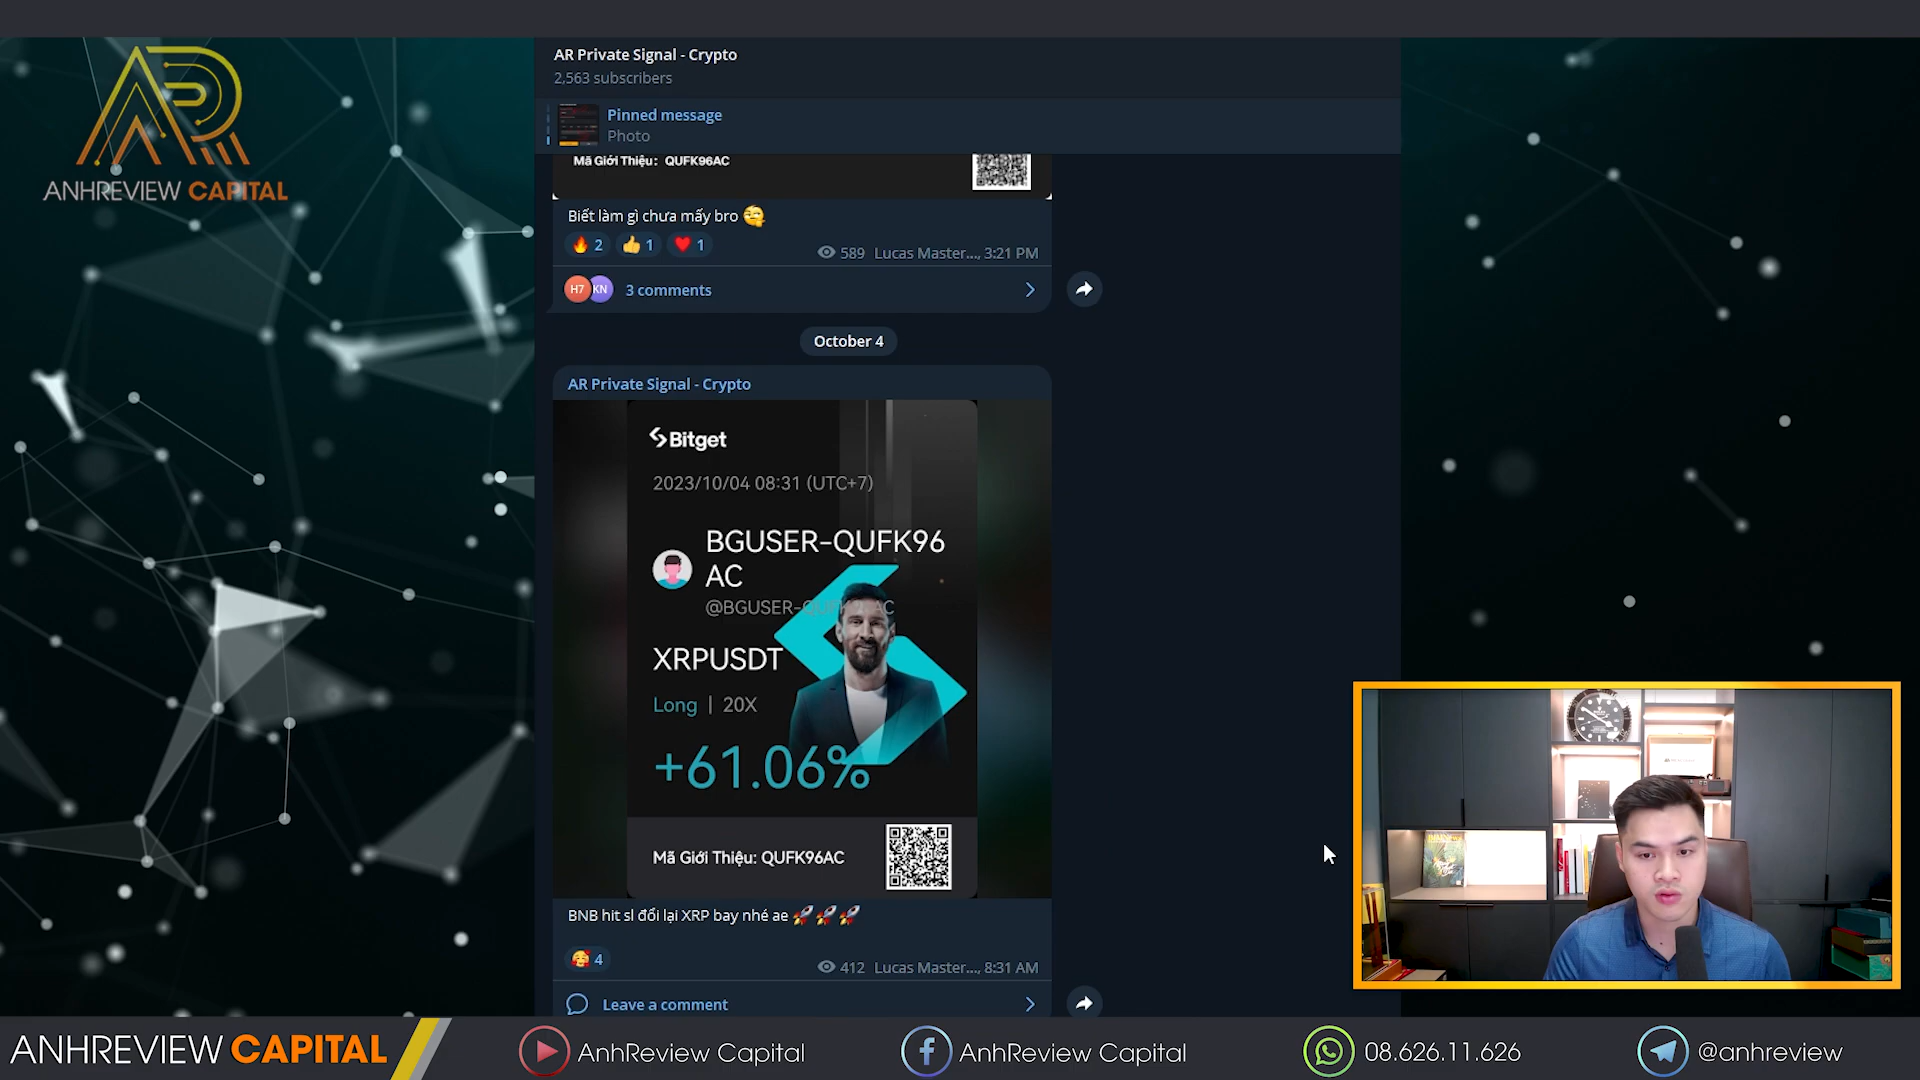 AR Private Signal - Crypto
2,563 subscribers
ANHREVIEW CAPITAL
Pinned message
Photo
Mã Giới Thiệu: QUFK96AC
Biết làm gì chưa mấy bro
2 1 1
589 Lucas Master..., 3:21 PM
H7 KN 3 comments
October 4
AR Private Signal - Crypto
Bitget
2023/10/04 08:31 (UTC+7)
BGUSER-QUFK96
AC
@BGUSER-QUFK96AC
XRPUSDT
Long | 20X
+61.06%
Mã Giới Thiệu: QUFK96AC
BNB hit sl đổi lại XRP bay nhé ae
4
412 Lucas Master..., 8:31 AM
Leave a comment
ANHREVIEW CAPITAL
AnhReview Capital
AnhReview Capital
08.626.11.626
@anhreview